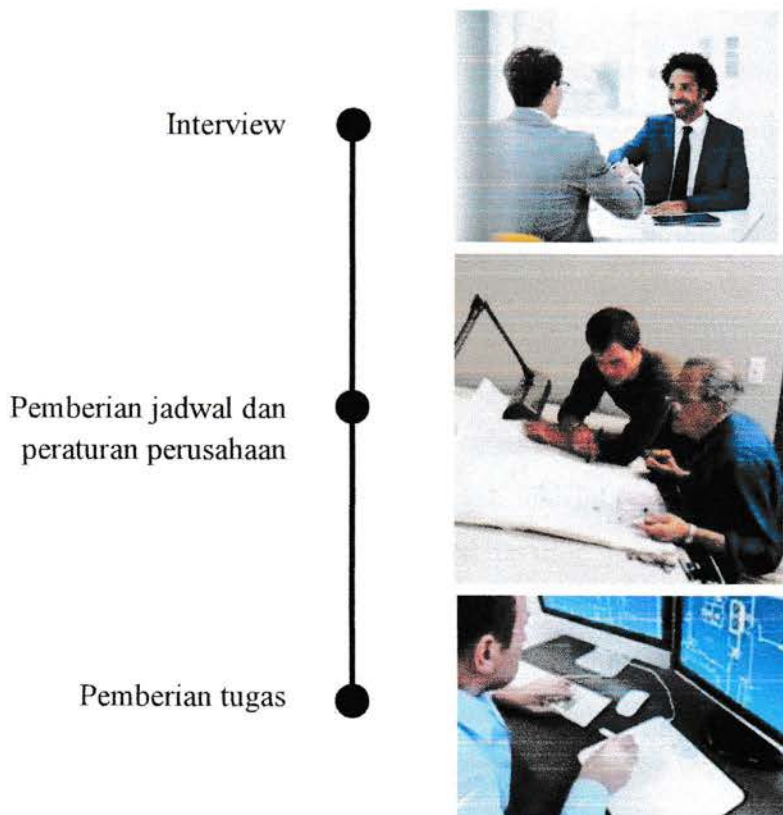 Interview
Pemberian jadwal dan
peraturan perusahaan
Pemberian tugas